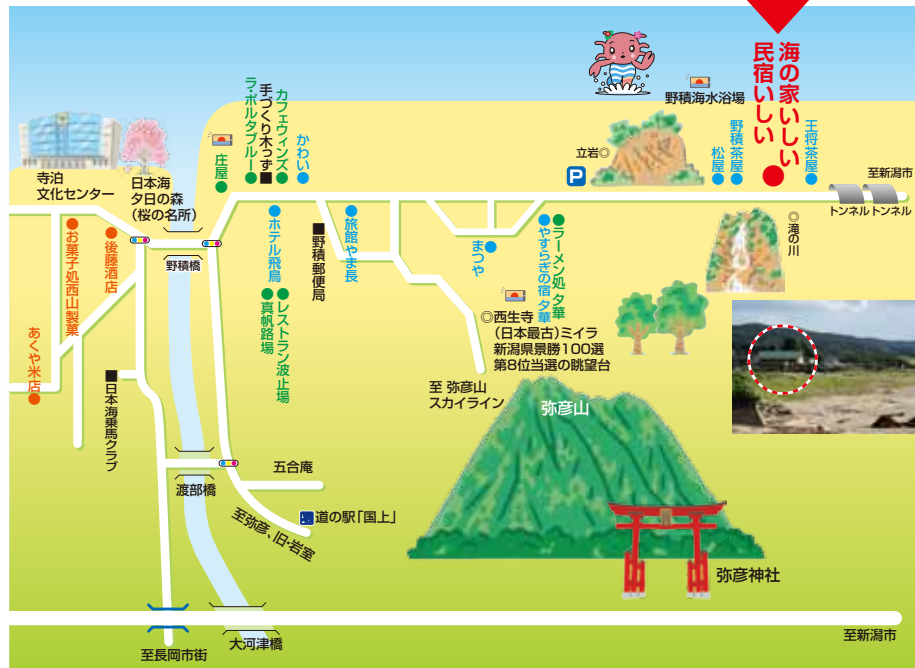 海の家いしい
民宿いしい
野積海水浴場
立岩◎
P
松屋
野積茶屋
王将茶屋
至新潟市
トンネル
トンネル
◎滝の川
寺泊
文化センター
日本海
夕日の森
(桜の名所)
庄屋
ラ・ポルタブルー
手づくり木っず
カフェウィンズ
かわい
野積橋
お菓子処西山製菓
後藤酒店
あくや米店
ホテル飛鳥
真帆路場
レストラン波止場
野積郵便局
旅館やま長
まつや
やすらぎの宿 夕華
ラーメン処 夕華
◎西生寺
(日本最古)ミイラ
新潟県景勝100選
第8位当選の眺望台
至 弥彦山
スカイライン
弥彦山
日本海乗馬クラブ
五合庵
渡部橋
道の駅「国上」
至弥彦、旧・岩室
弥彦神社
大河津橋
至長岡市街
至新潟市